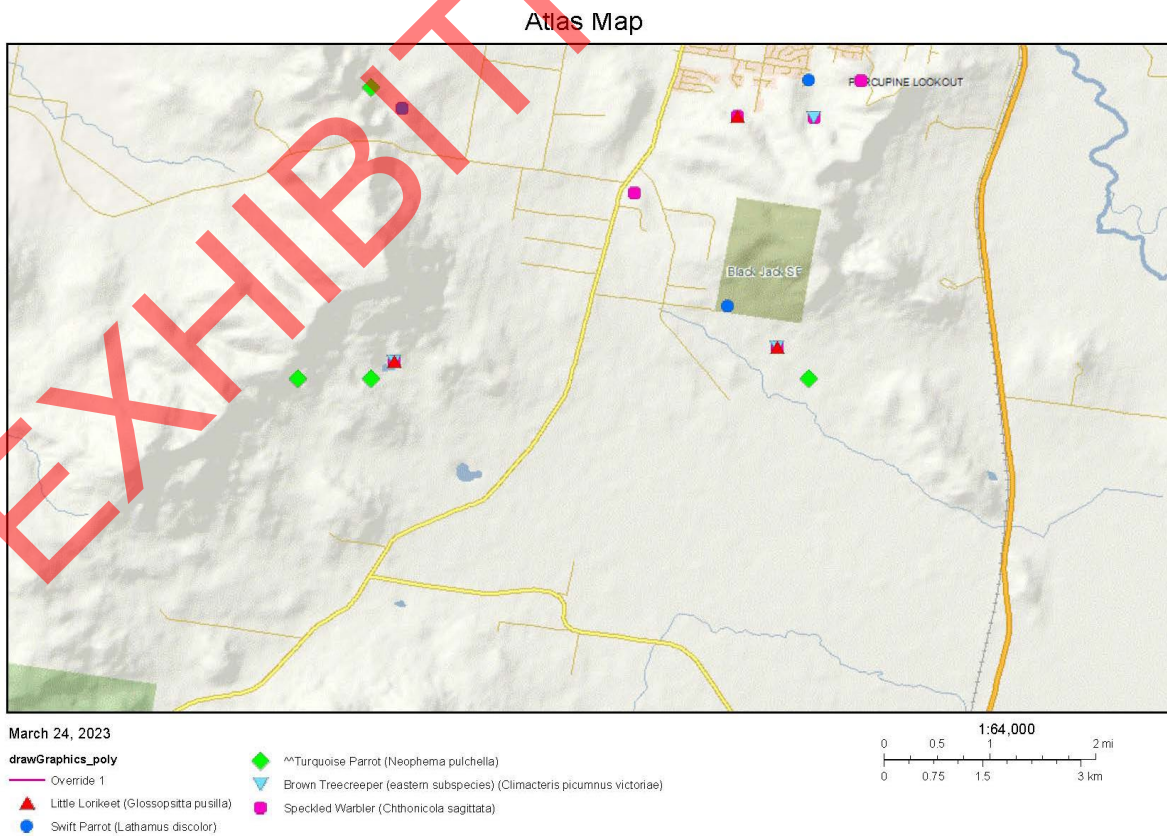 Atlas Map
PORCUPINE LOOKOUT
Black Jack SF
EXHIBIT
March 24, 2023
1:64,000
0 0.5 1 2 mi
0 0.75 1.5 3 km
drawGraphics_poly
Override 1
Little Lorikeet (Glossopsitta pusilla)
Swift Parrot (Lathamus discolor)
^^Turquoise Parrot (Neophema pulchella)
Brown Treecreeper (eastern subspecies) (Climacteris picumnus victoriae)
Speckled Warbler (Chthonicola sagittata)